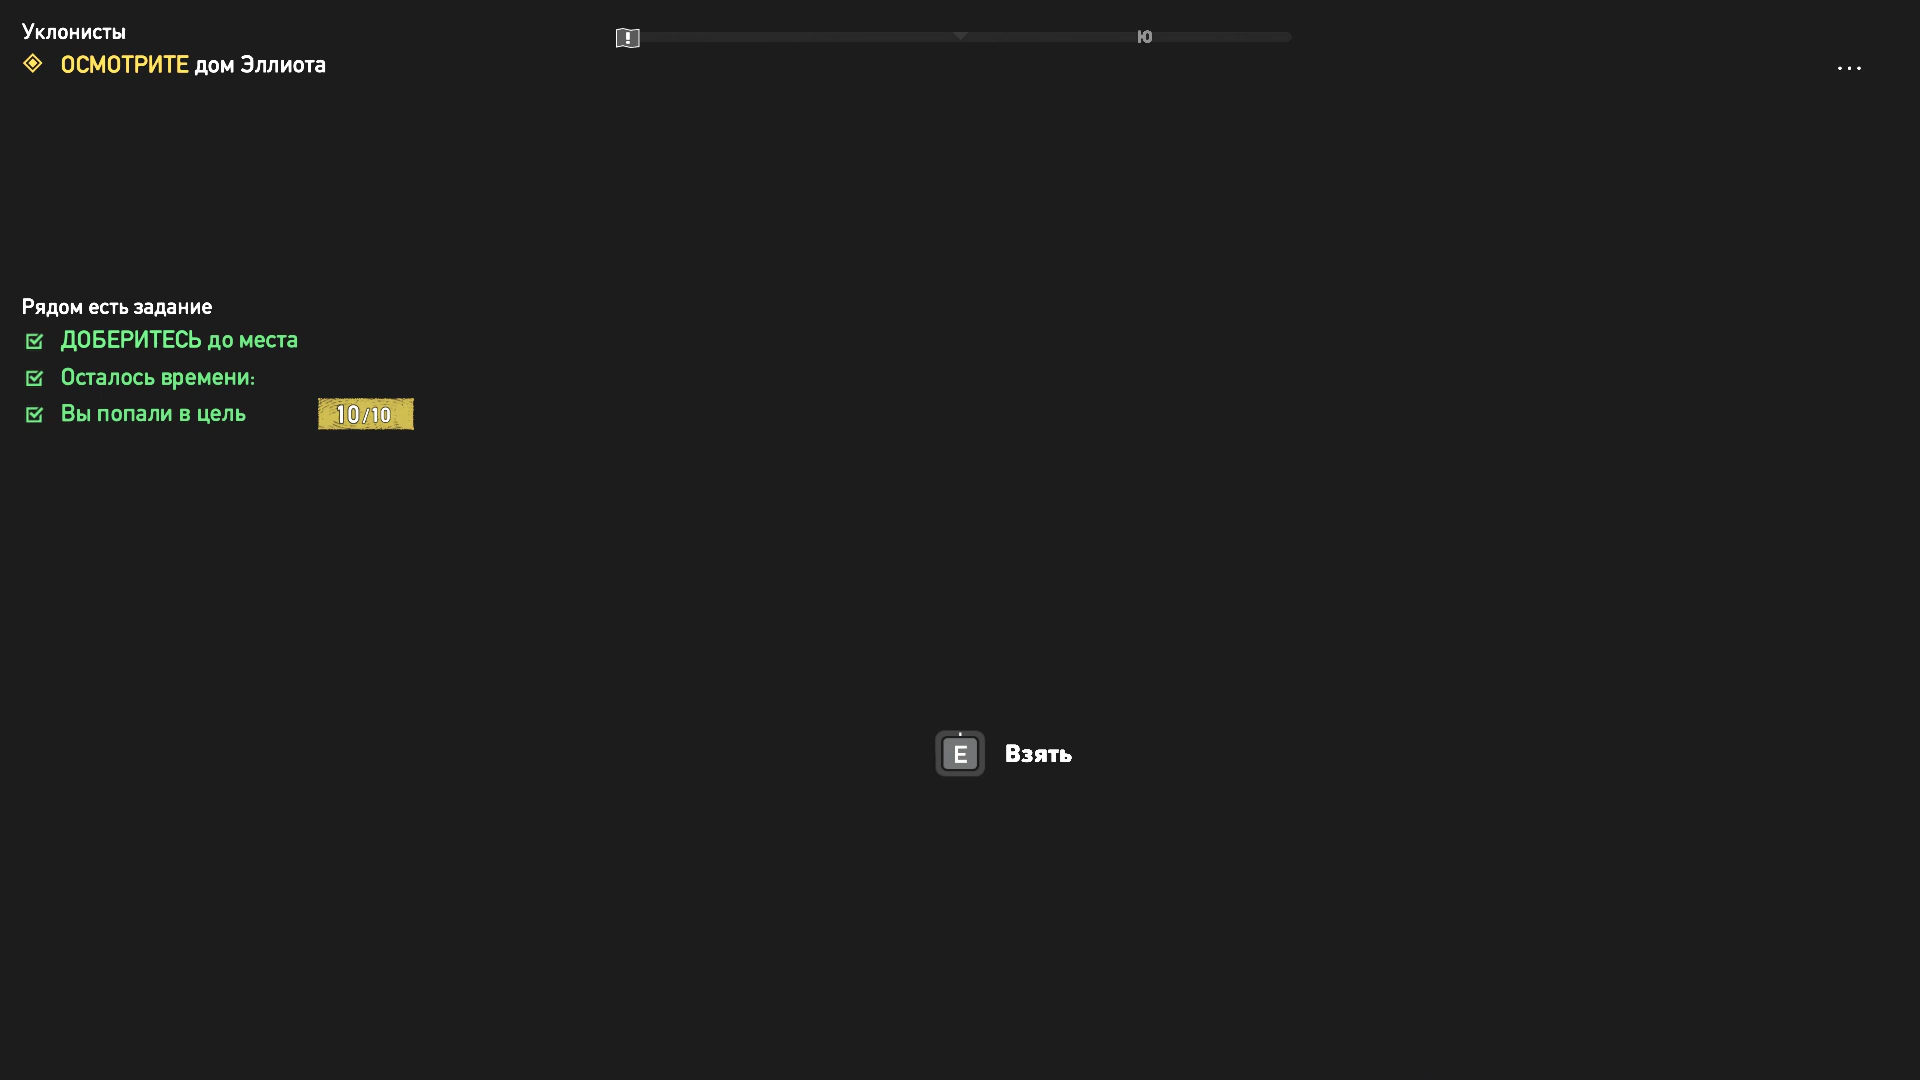 Уклонисты
ОСМОТРИТЕ дом Эллиота
Ю
...
Рядом есть задание
ДОБЕРИТЕСЬ до места
Осталось времени:
Вы попали в цель 10/10
E Взять